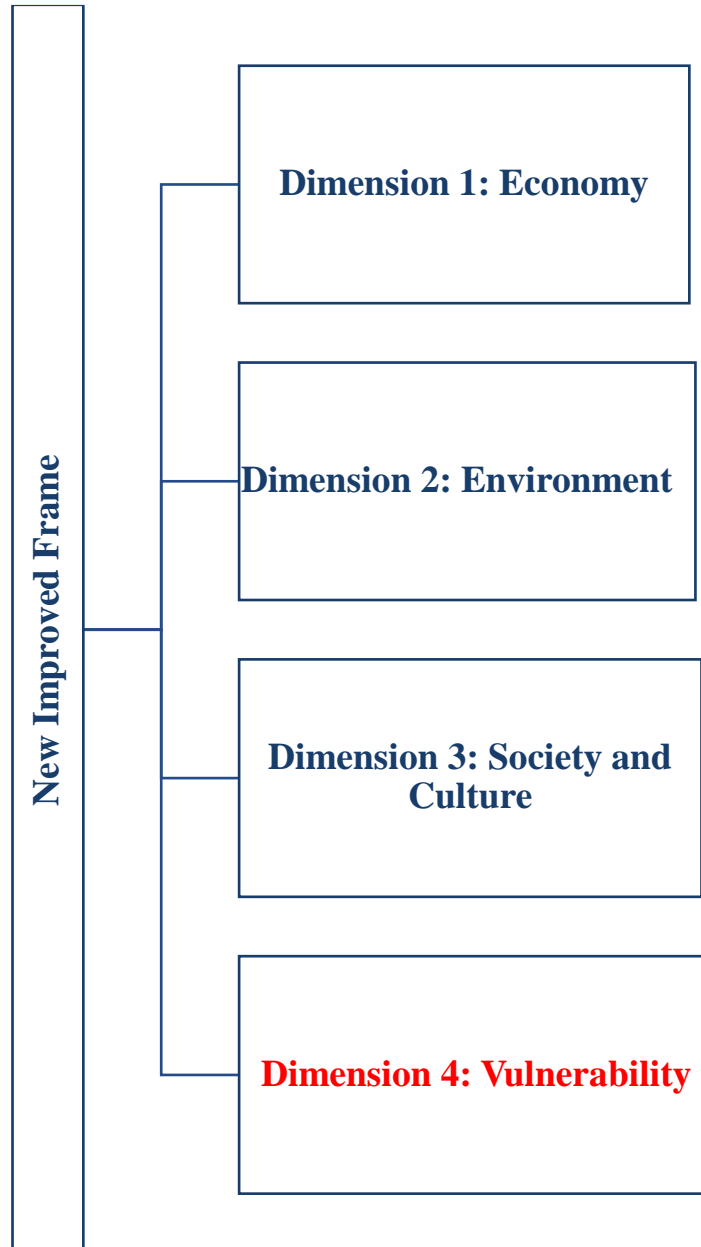 New Improved Frame
Dimension 1: Economy
Dimension 2: Environment
Dimension 3: Society and
Culture
Dimension 4: Vulnerability